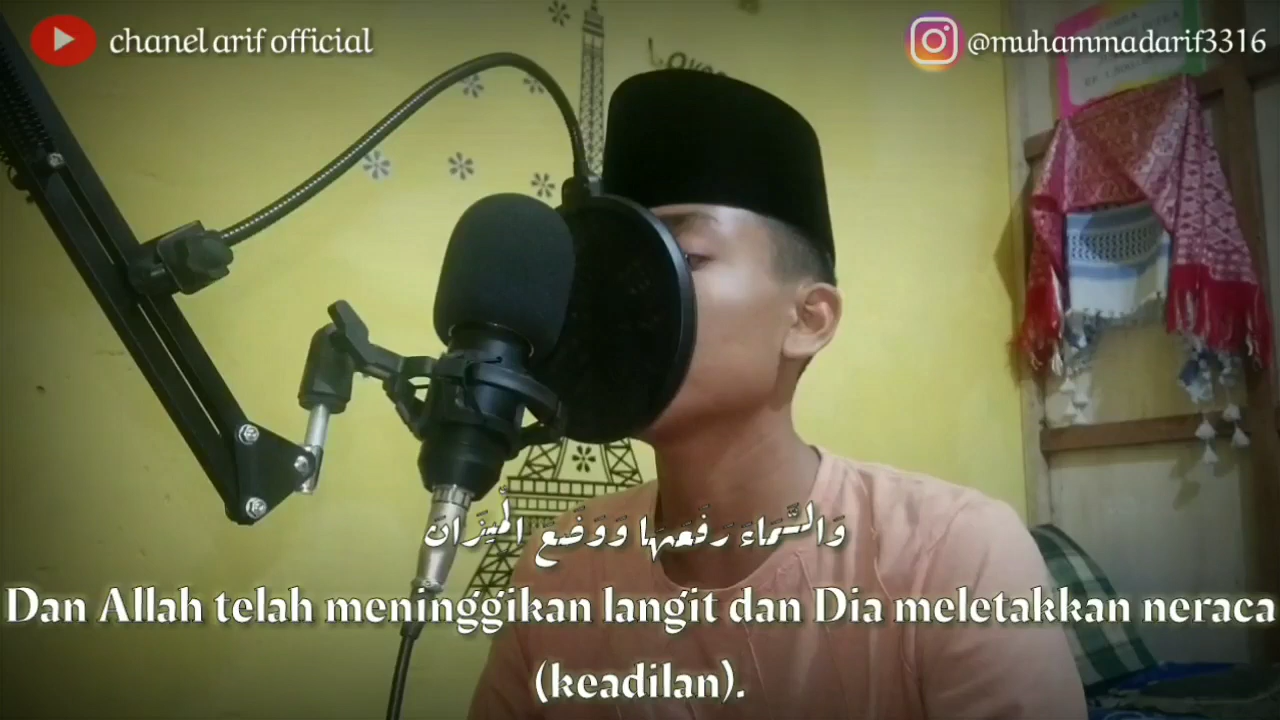 chanel arif official
@muhammadarif3316
وَالسَّمَاءَ رَفَعَهَا وَوَضَعَ الْمِيزَانَ
Dan Allah telah meninggikan langit dan Dia meletakkan neraca
(keadilan).